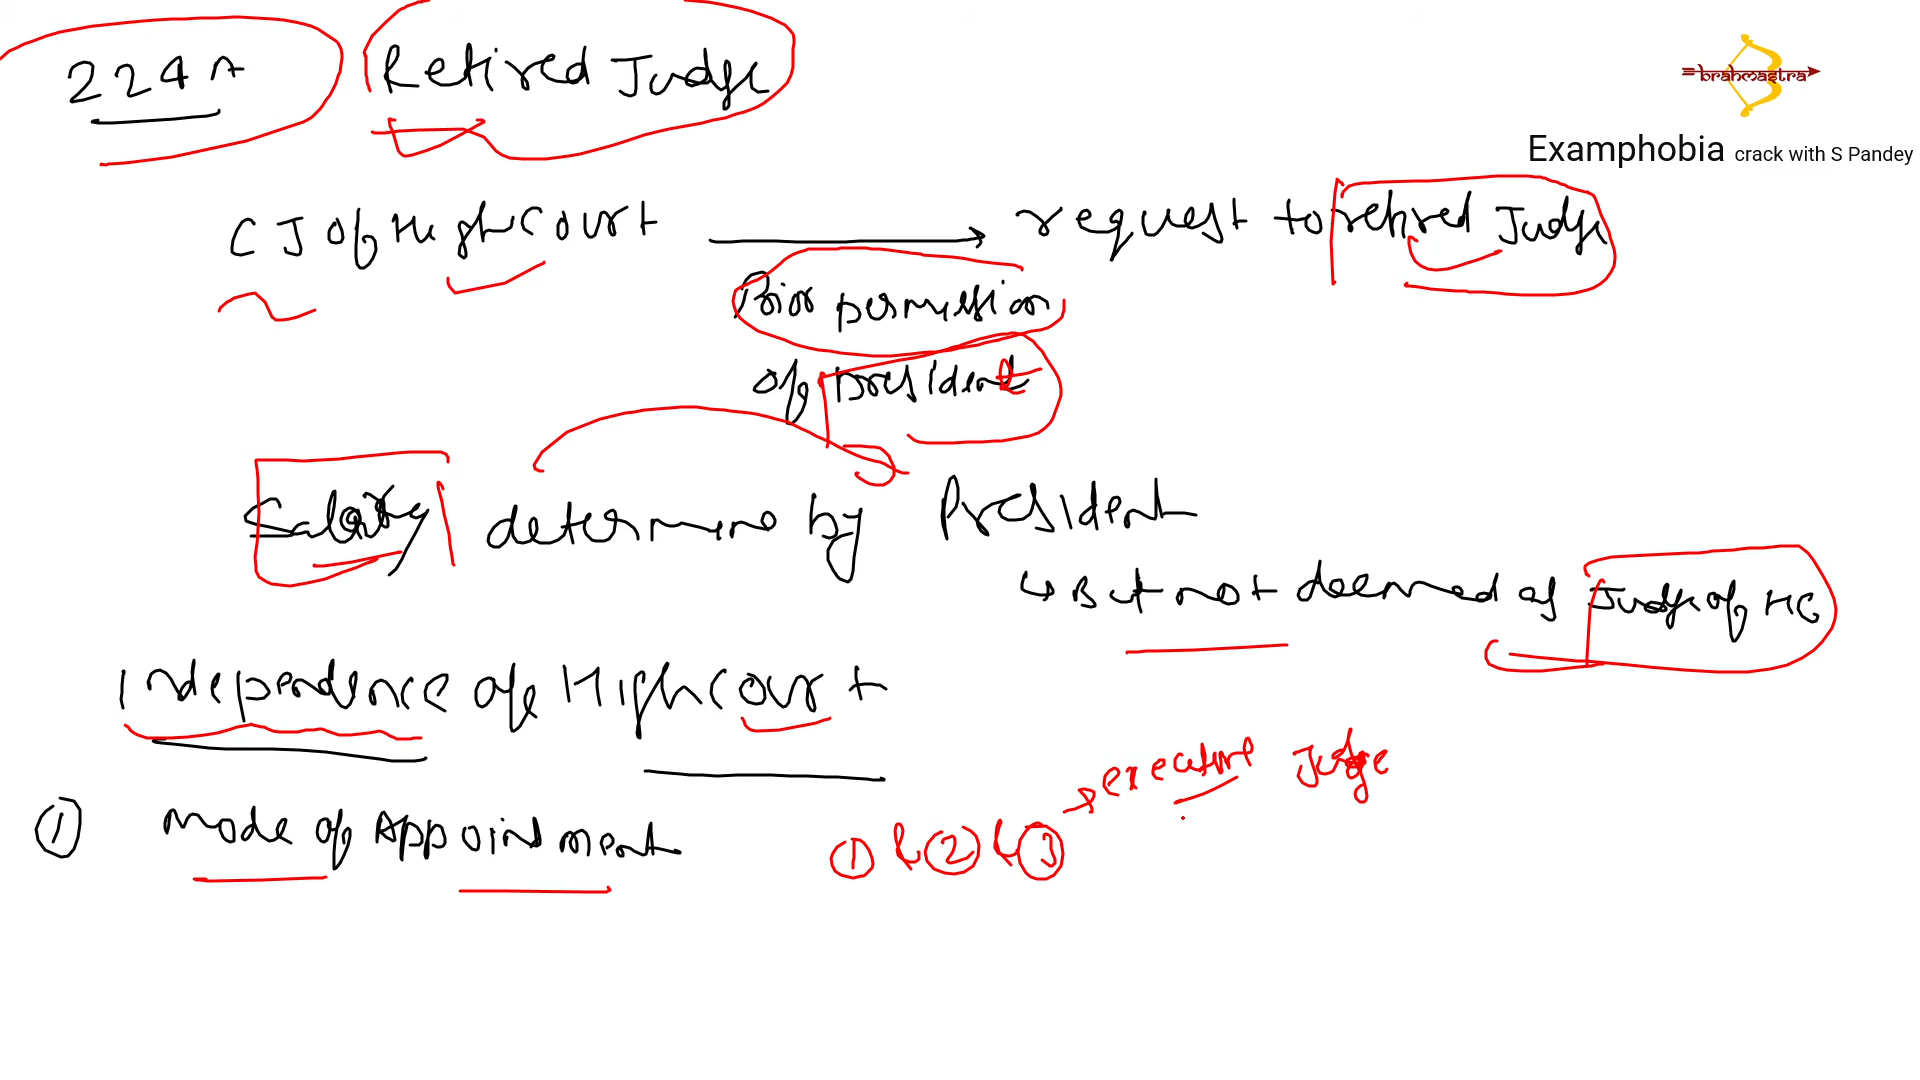 224A Retired Judge
brahmastra
Examphobia crack with S Pandey
CJ of High Court → request to retired Judge
Prior permission
of president
Salary determine by President
↳ But not deemed as Judge of HC
Independence of High Court
① Mode of Appointment
① & ② & ③ → executive Judge